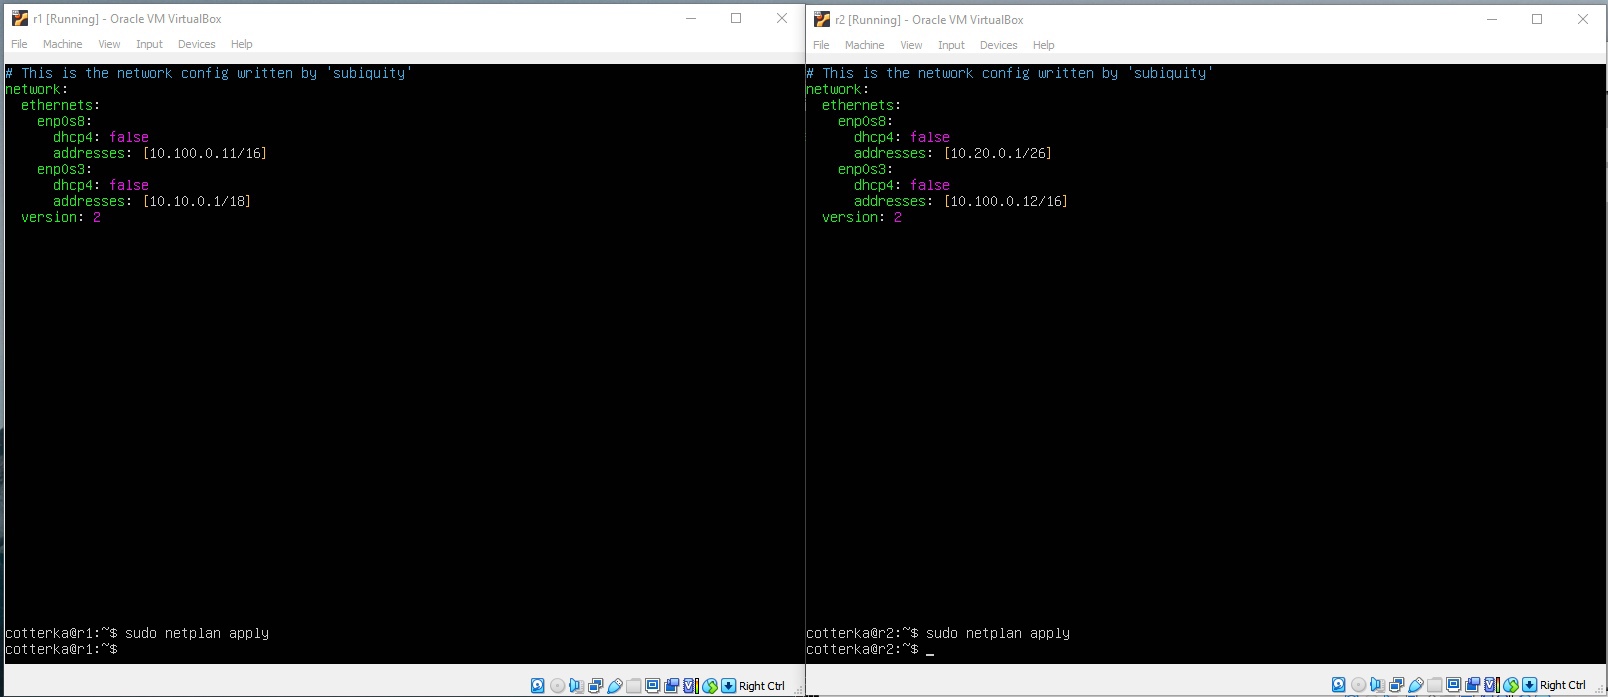 r1 [Running] - Oracle VM VirtualBox
File Machine View Input Devices Help
# This is the network config written by 'subiquity'
network:
  ethernets:
    enp0s8:
      dhcp4: false
      addresses: [10.100.0.11/16]
    enp0s3:
      dhcp4: false
      addresses: [10.10.0.1/18]
  version: 2
cotterka@r1:~$ sudo netplan apply
cotterka@r1:~$
Right Ctrl
r2 [Running] - Oracle VM VirtualBox
File Machine View Input Devices Help
# This is the network config written by 'subiquity'
network:
  ethernets:
    enp0s8:
      dhcp4: false
      addresses: [10.20.0.1/26]
    enp0s3:
      dhcp4: false
      addresses: [10.100.0.12/16]
  version: 2
cotterka@r2:~$ sudo netplan apply
cotterka@r2:~$ _
Right Ctrl